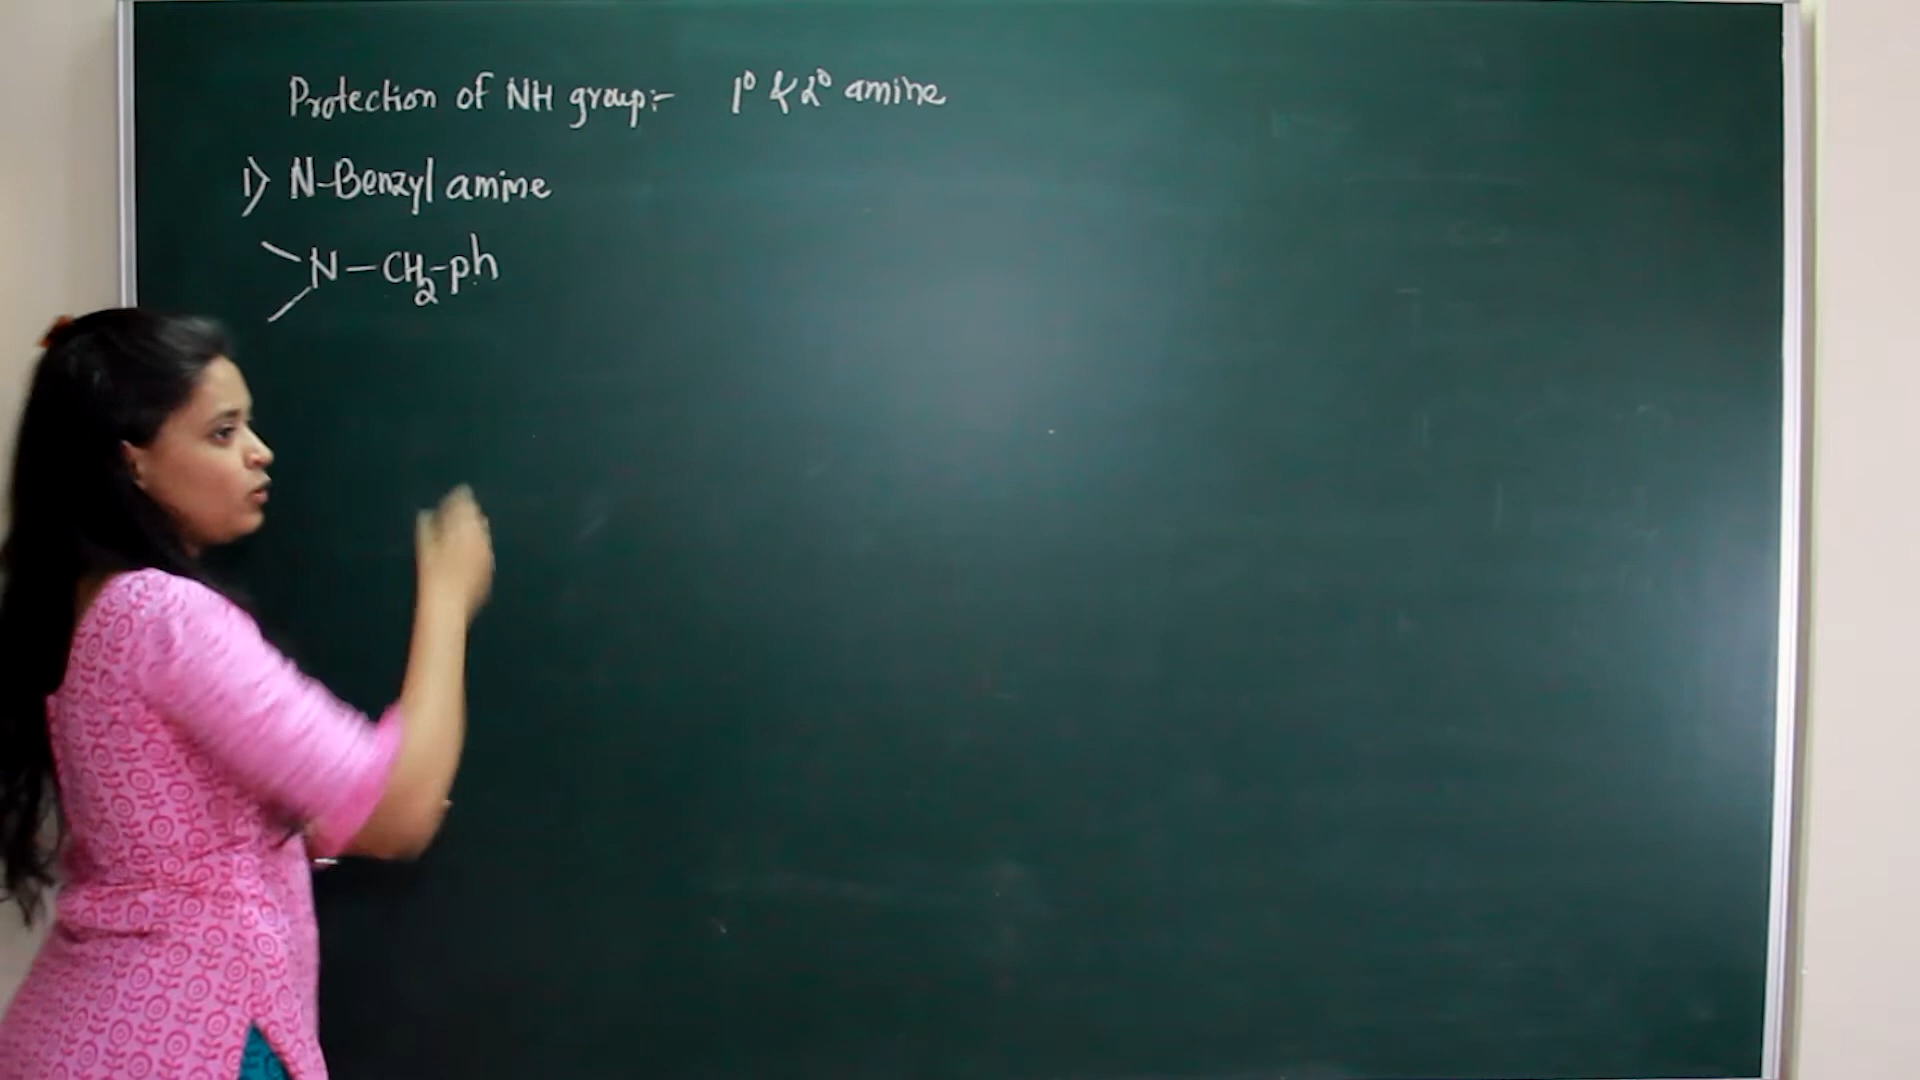 Protection of NH group:- 1° & 2° amine
1) N-Benzyl amine
N-CH2-ph